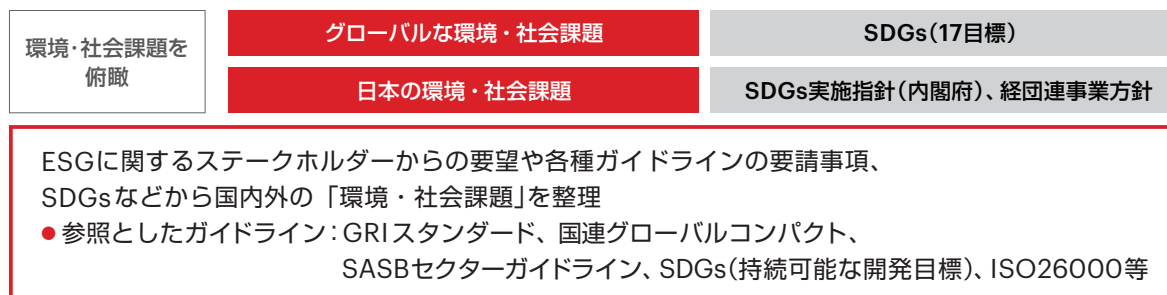 環境・社会課題を
俯瞰
グローバルな環境・社会課題
SDGs(17目標)
日本の環境・社会課題
SDGs実施指針(内閣府)、経団連事業方針
ESGに関するステークホルダーからの要望や各種ガイドラインの要請事項、
SDGsなどから国内外の「環境・社会課題」を整理
●参照としたガイドライン：GRIスタンダード、国連グローバルコンパクト、
SASBセクターガイドライン、SDGs(持続可能な開発目標)、ISO26000等